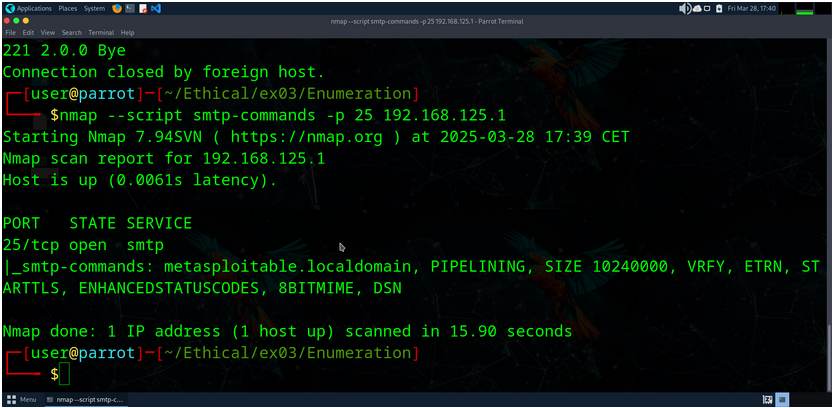 Applications Places System Fri Mar 28, 17:40
nmap --script smtp-commands -p 25 192.168.125.1 - Parrot Terminal
File Edit View Search Terminal Help
221 2.0.0 Bye
Connection closed by foreign host.
┌─[user@parrot]─[~/Ethical/ex03/Enumeration]
└──╼ $nmap --script smtp-commands -p 25 192.168.125.1
Starting Nmap 7.94SVN ( https://nmap.org ) at 2025-03-28 17:39 CET
Nmap scan report for 192.168.125.1
Host is up (0.0061s latency).
PORT   STATE SERVICE
25/tcp open  smtp
|_smtp-commands: metasploitable.localdomain, PIPELINING, SIZE 10240000, VRFY, ETRN, ST
ARTTLS, ENHANCEDSTATUSCODES, 8BITMIME, DSN
Nmap done: 1 IP address (1 host up) scanned in 15.90 seconds
┌─[user@parrot]─[~/Ethical/ex03/Enumeration]
└──╼ $
Menu nmap --script smtp-c...